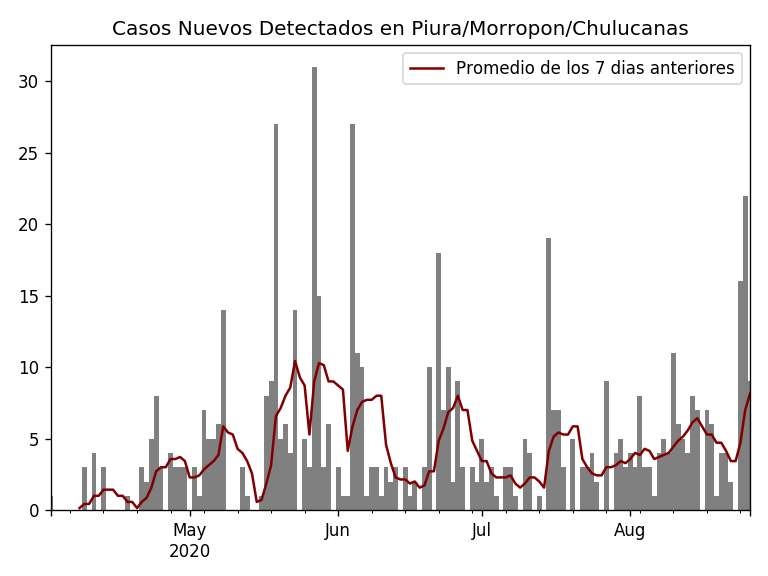 Casos Nuevos Detectados en Piura/Morropon/Chulucanas
Promedio de los 7 dias anteriores
30
25
20
15
10
5
0
May Jun Jul Aug
2020